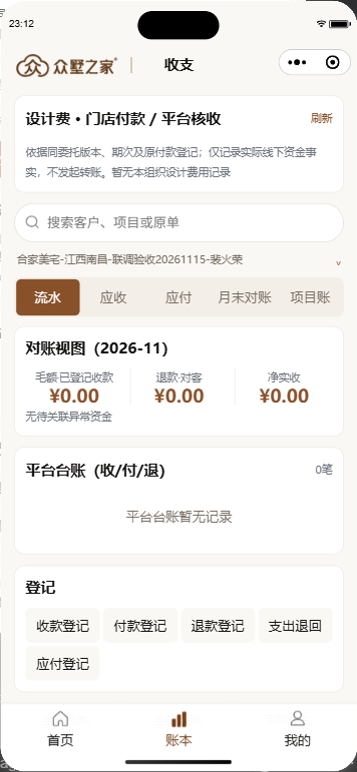 23:12
众墅之家
收支
设计费·门店付款 / 平台核收
刷新
依据同委托版本、期次及原付款登记；仅记录实际线下资金事
实，不发起转账。暂无本组织设计费用记录
搜索客户、项目或原单
合家美宅-江西南昌-联调验收20261115-裴火荣
流水
应收
应付
月末对账
项目账
对账视图（2026-11）
毛额·已登记收款
退款·对客
净实收
¥0.00
¥0.00
¥0.00
无待关联异常资金
平台台账（收/付/退）
0笔
平台台账暂无记录
登记
收款登记
付款登记
退款登记
支出退回
应付登记
首页
账本
我的